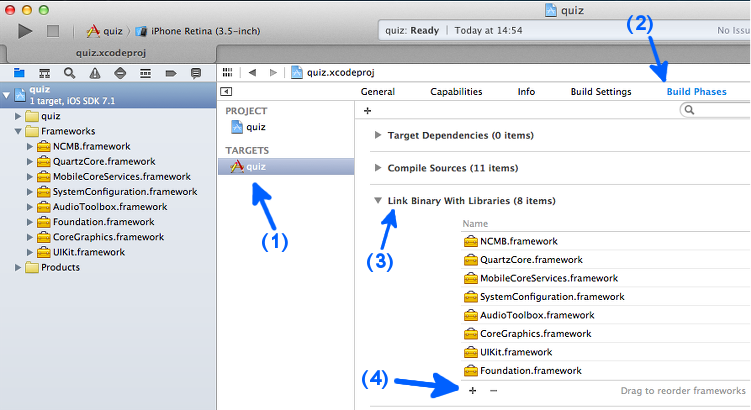 quiz
quiz
iPhone Retina (3.5-inch)
quiz: Ready
Today at 14:54
No Issu
quiz.xcodeproj
quiz
1 target, iOS SDK 7.1
quiz
Frameworks
NCMB.framework
QuartzCore.framework
MobileCoreServices.framework
SystemConfiguration.framework
AudioToolbox.framework
Foundation.framework
CoreGraphics.framework
UIKit.framework
Products
quiz.xcodeproj
(2)
General
Capabilities
Info
Build Settings
Build Phases
PROJECT
quiz
TARGETS
quiz
(1)
Target Dependencies (0 items)
Compile Sources (11 items)
Link Binary With Libraries (8 items)
(3)
Name
NCMB.framework
QuartzCore.framework
MobileCoreServices.framework
SystemConfiguration.framework
AudioToolbox.framework
CoreGraphics.framework
UIKit.framework
Foundation.framework
(4)
+ −
Drag to reorder frameworks